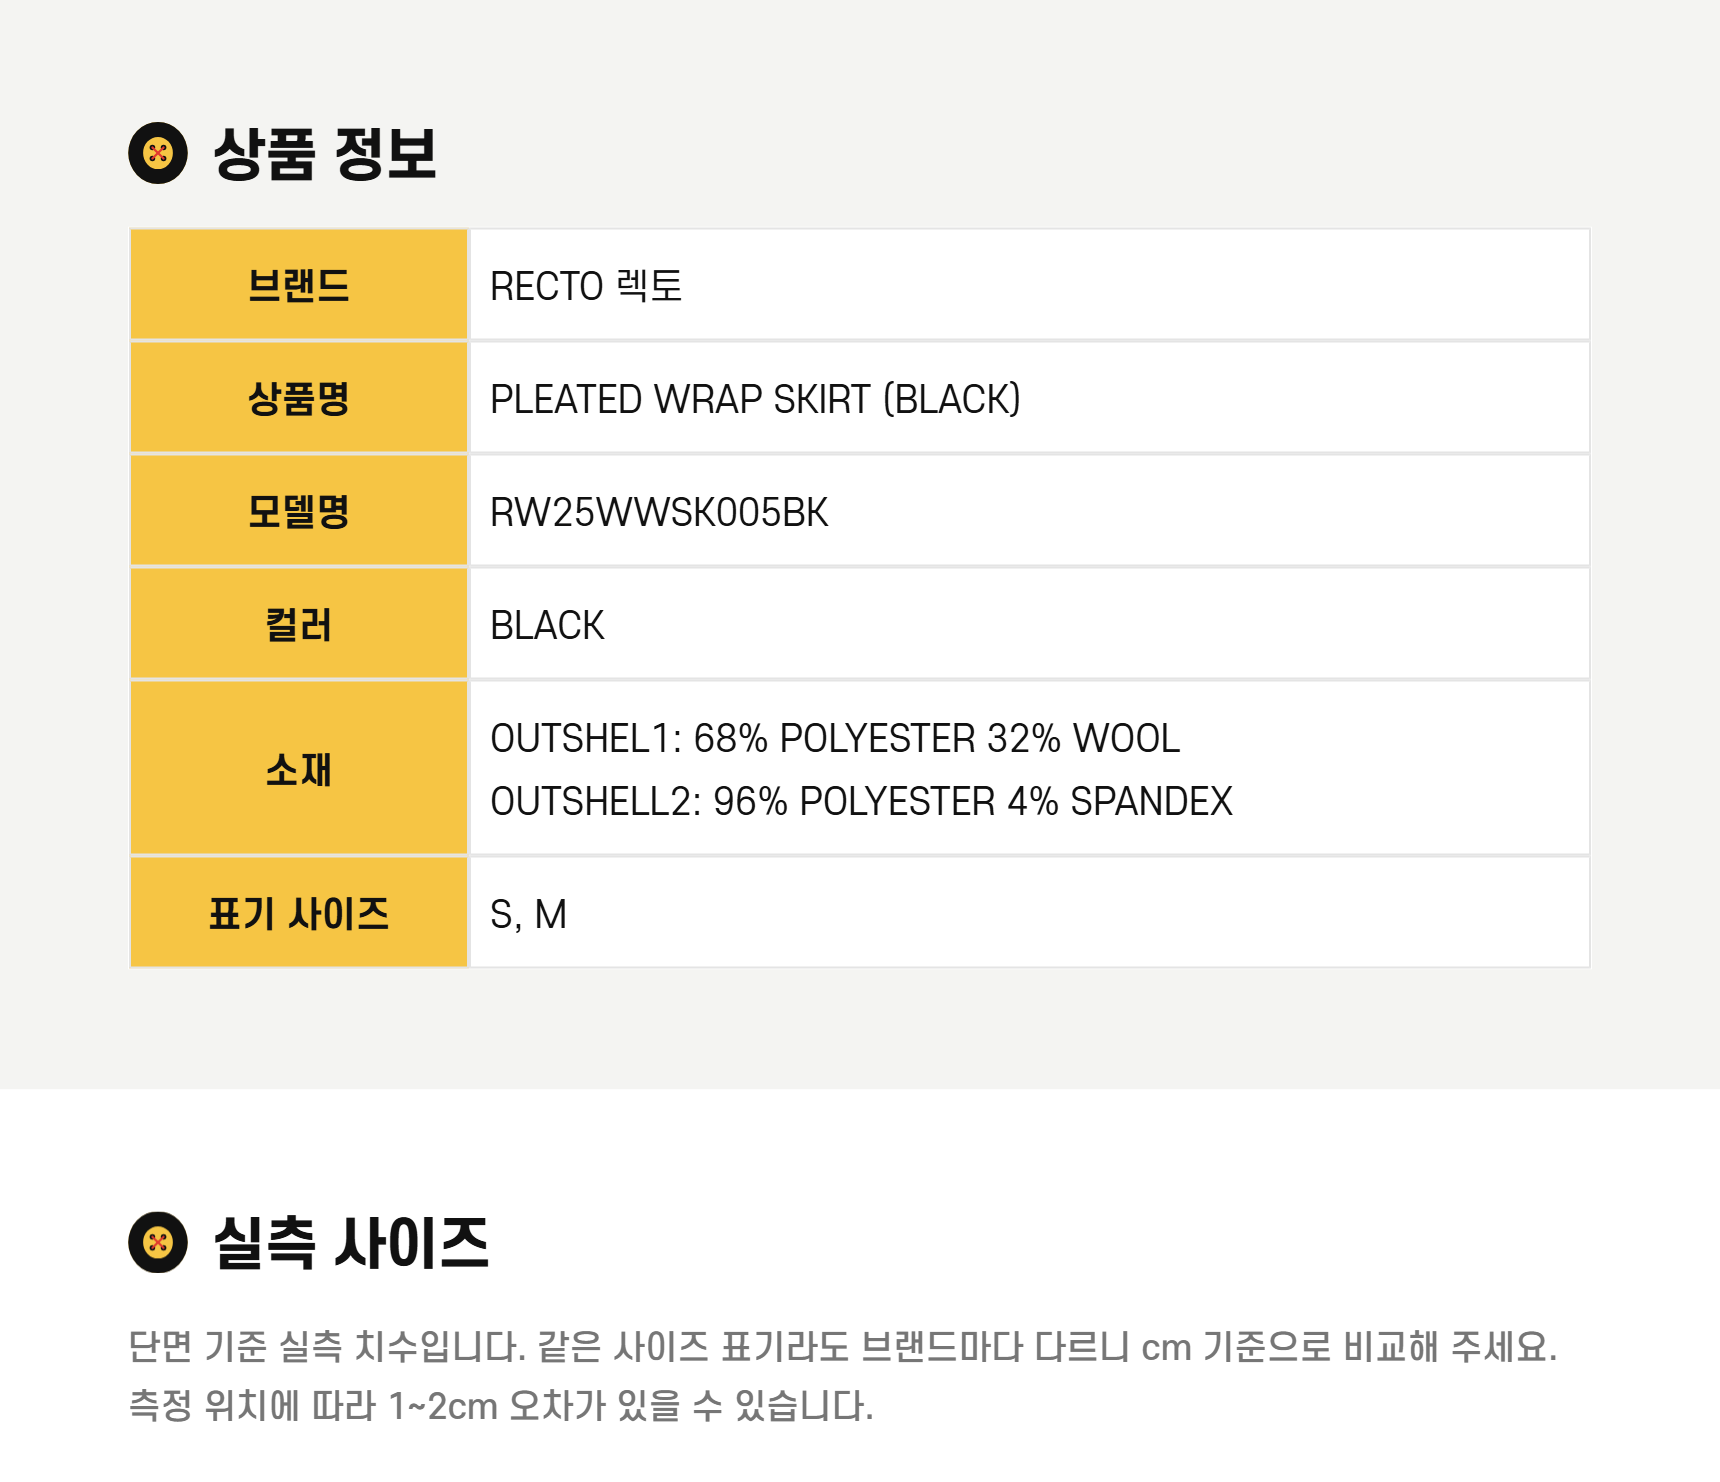 상품 정보
브랜드 RECTO 렉토
상품명 PLEATED WRAP SKIRT (BLACK)
모델명 RW25WWSK005BK
컬러 BLACK
소재 OUTSHEL1: 68% POLYESTER 32% WOOL
OUTSHELL2: 96% POLYESTER 4% SPANDEX
표기 사이즈 S, M
실측 사이즈
단면 기준 실측 치수입니다. 같은 사이즈 표기라도 브랜드마다 다르니 cm 기준으로 비교해 주세요.
측정 위치에 따라 1~2cm 오차가 있을 수 있습니다.